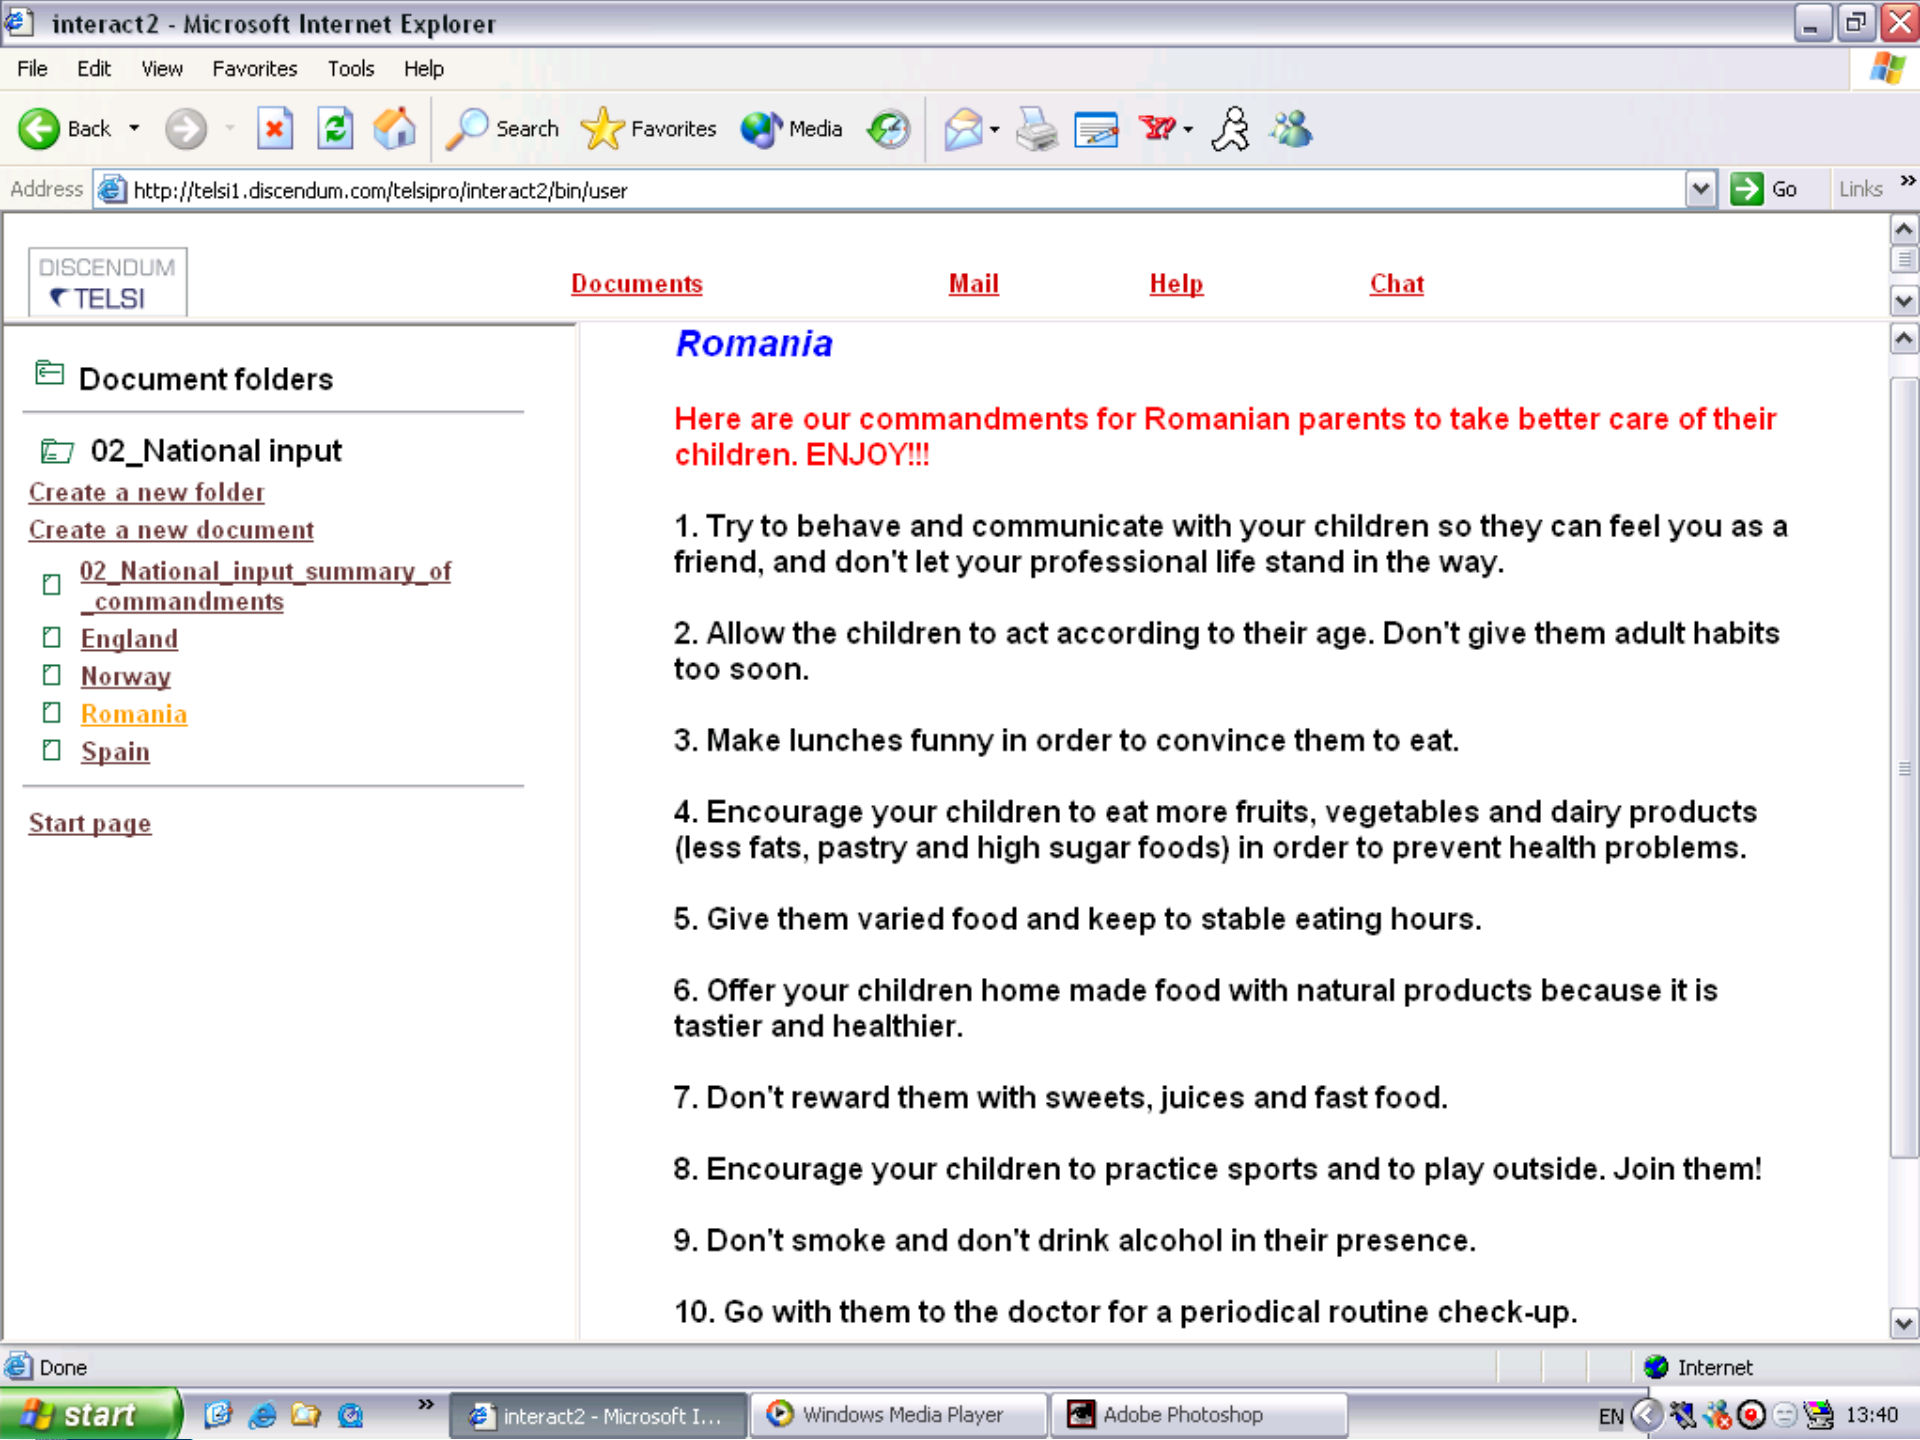 interact2 - Microsoft Internet Explorer
File Edit View Favorites Tools Help
Back Search Favorites Media
Address http://telsi1.discendum.com/telsipro/interact2/bin/user Go Links »
DISCENDUM
TELSI
Documents Mail Help Chat
Document folders
02_National input
Create a new folder
Create a new document
02_National_input_summary_of
_commandments
England
Norway
Romania
Spain
Start page
Romania
Here are our commandments for Romanian parents to take better care of their
children. ENJOY!!!
1. Try to behave and communicate with your children so they can feel you as a
friend, and don't let your professional life stand in the way.
2. Allow the children to act according to their age. Don't give them adult habits
too soon.
3. Make lunches funny in order to convince them to eat.
4. Encourage your children to eat more fruits, vegetables and dairy products
(less fats, pastry and high sugar foods) in order to prevent health problems.
5. Give them varied food and keep to stable eating hours.
6. Offer your children home made food with natural products because it is
tastier and healthier.
7. Don't reward them with sweets, juices and fast food.
8. Encourage your children to practice sports and to play outside. Join them!
9. Don't smoke and don't drink alcohol in their presence.
10. Go with them to the doctor for a periodical routine check-up.
Done Internet
start » interact2 - Microsoft I... Windows Media Player Adobe Photoshop EN 13:40